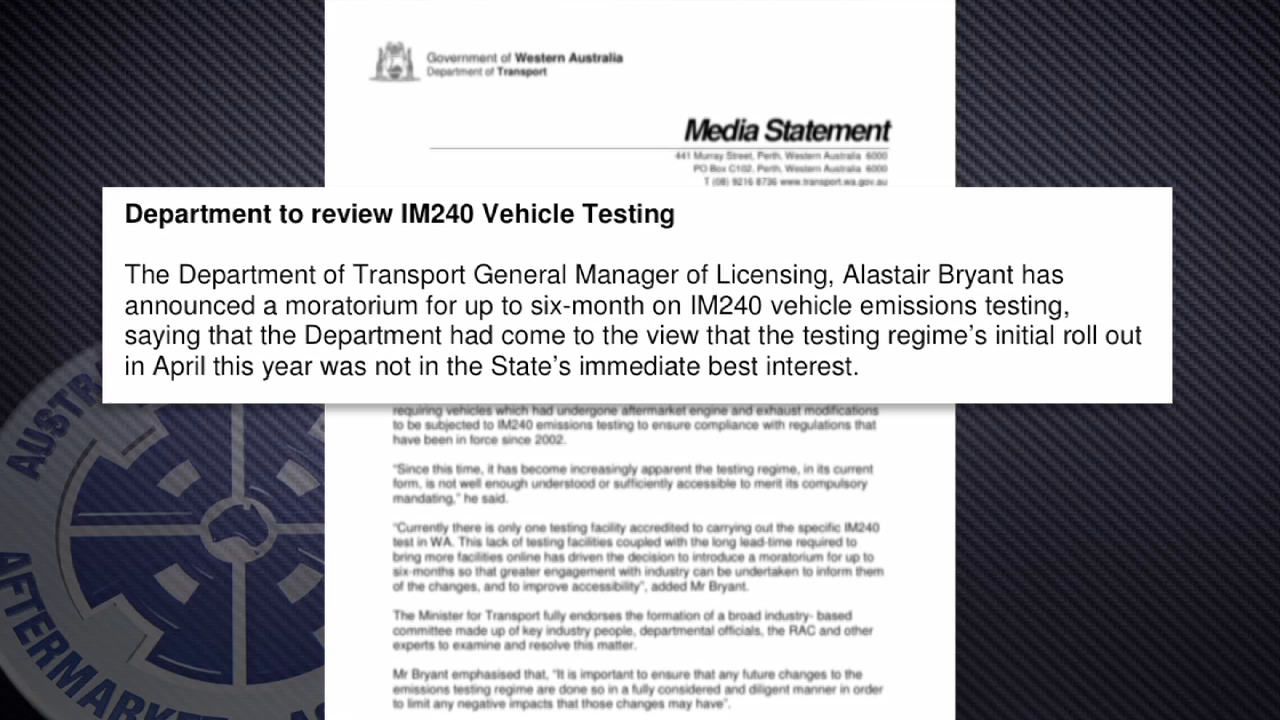 Government of Western Australia
Department of Transport
Media Statement
441 Murray Street, Perth, Western Australia 6000
PO Box C102, Perth, Western Australia 6000
T (08) 9216 8736 www.transport.wa.gov.au
Department to review IM240 Vehicle Testing
The Department of Transport General Manager of Licensing, Alastair Bryant has
announced a moratorium for up to six-month on IM240 vehicle emissions testing,
saying that the Department had come to the view that the testing regime's initial roll out
in April this year was not in the State's immediate best interest.
requiring vehicles which had undergone aftermarket engine and exhaust modifications
to be subjected to IM240 emissions testing to ensure compliance with regulations that
have been in force since 2002.
"Since this time, it has become increasingly apparent the testing regime, in its current
form, is not well enough understood or sufficiently accessible to merit its compulsory
mandating," he said.
"Currently there is only one testing facility accredited to carrying out the specific IM240
test in WA. This lack of testing facilities coupled with the long lead-time required to
bring more facilities online has driven the decision to introduce a moratorium for up to
six-months so that greater engagement with industry can be undertaken to inform them
of the changes, and to improve accessibility", added Mr Bryant.
The Minister for Transport fully endorses the formation of a broad industry- based
committee made up of key industry people, departmental officials, the RAC and other
experts to examine and resolve this matter.
Mr Bryant emphasised that, "It is important to ensure that any future changes to the
emissions testing regime are done so in a fully considered and diligent manner in order
to limit any negative impacts that those changes may have".
AUSTR
AFTERMARKET AS